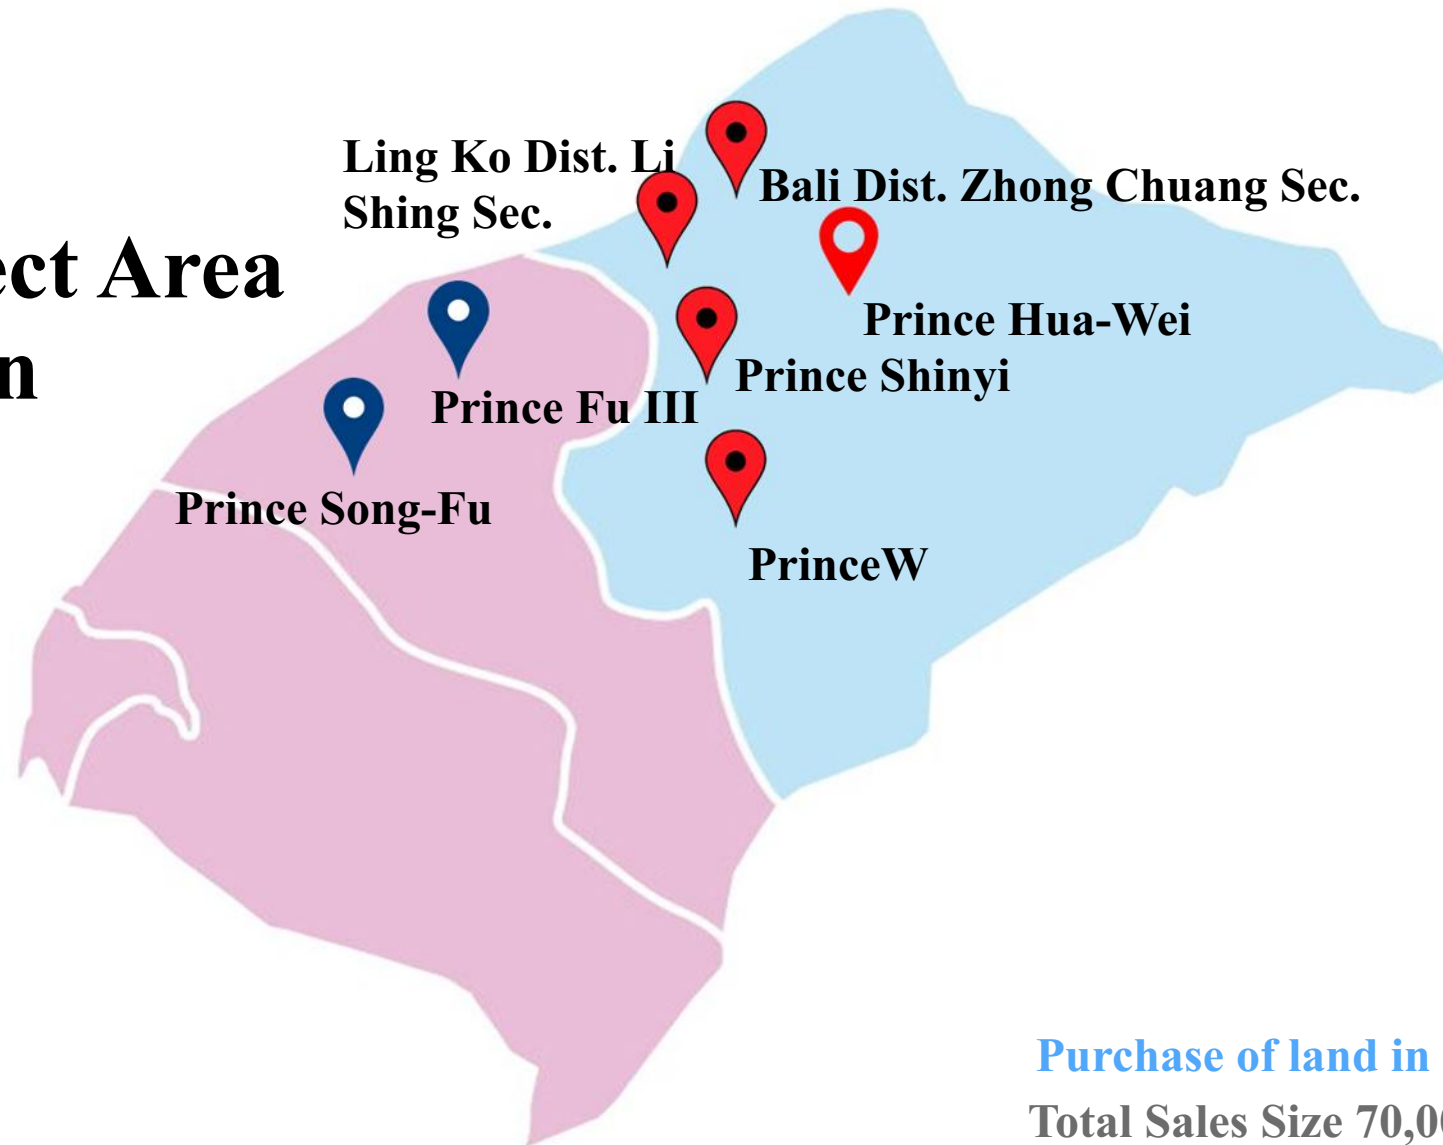 Ling Ko Dist. Li
Shing Sec.
Bali Dist. Zhong Chuang Sec.
ect Area
n
Prince Hua-Wei
Prince Shinyi
Prince Fu III
Prince Song-Fu
PrinceW
Purchase of land in
Total Sales Size 70,00